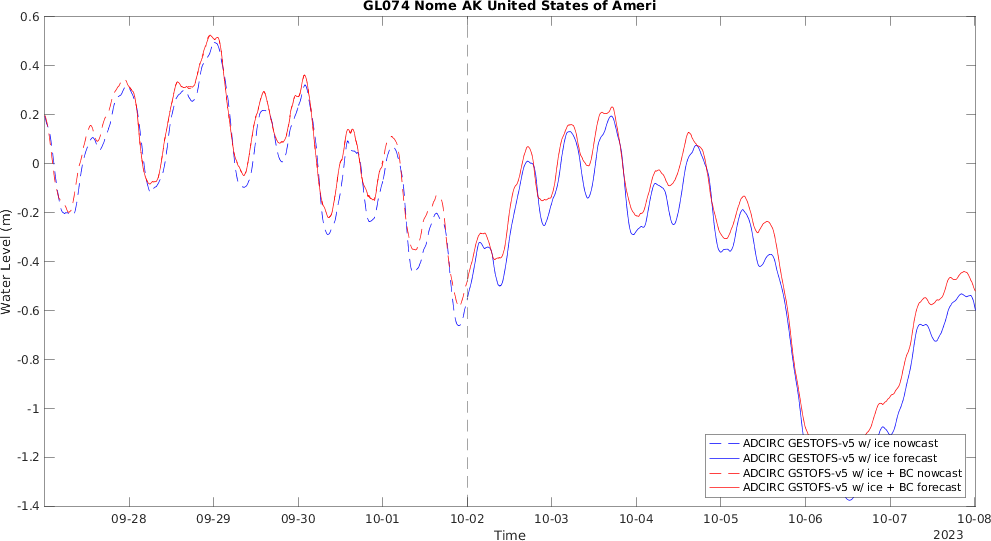 GL074 Nome AK United States of Ameri
0.6
0.4
0.2
0
-0.2
-0.4
-0.6
-0.8
-1
-1.2
-1.4
Water Level (m)
ADCIRC GESTOFS-v5 w/ ice nowcast
ADCIRC GESTOFS-v5 w/ ice forecast
ADCIRC GSTOFS-v5 w/ ice + BC nowcast
ADCIRC GSTOFS-v5 w/ ice + BC forecast
09-28 09-29 09-30 10-01 10-02 10-03 10-04 10-05 10-06 10-07 10-08
Time
2023